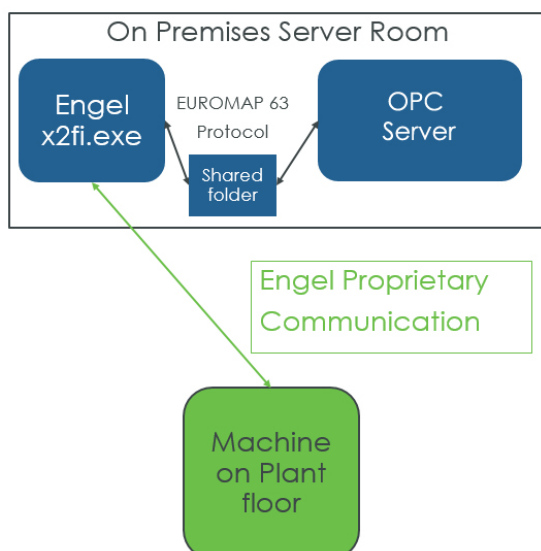 On Premises Server Room
Engel
x2fi.exe
EUROMAP 63
Protocol
Shared
folder
OPC
Server
Engel Proprietary
Communication
Machine
on Plant
floor